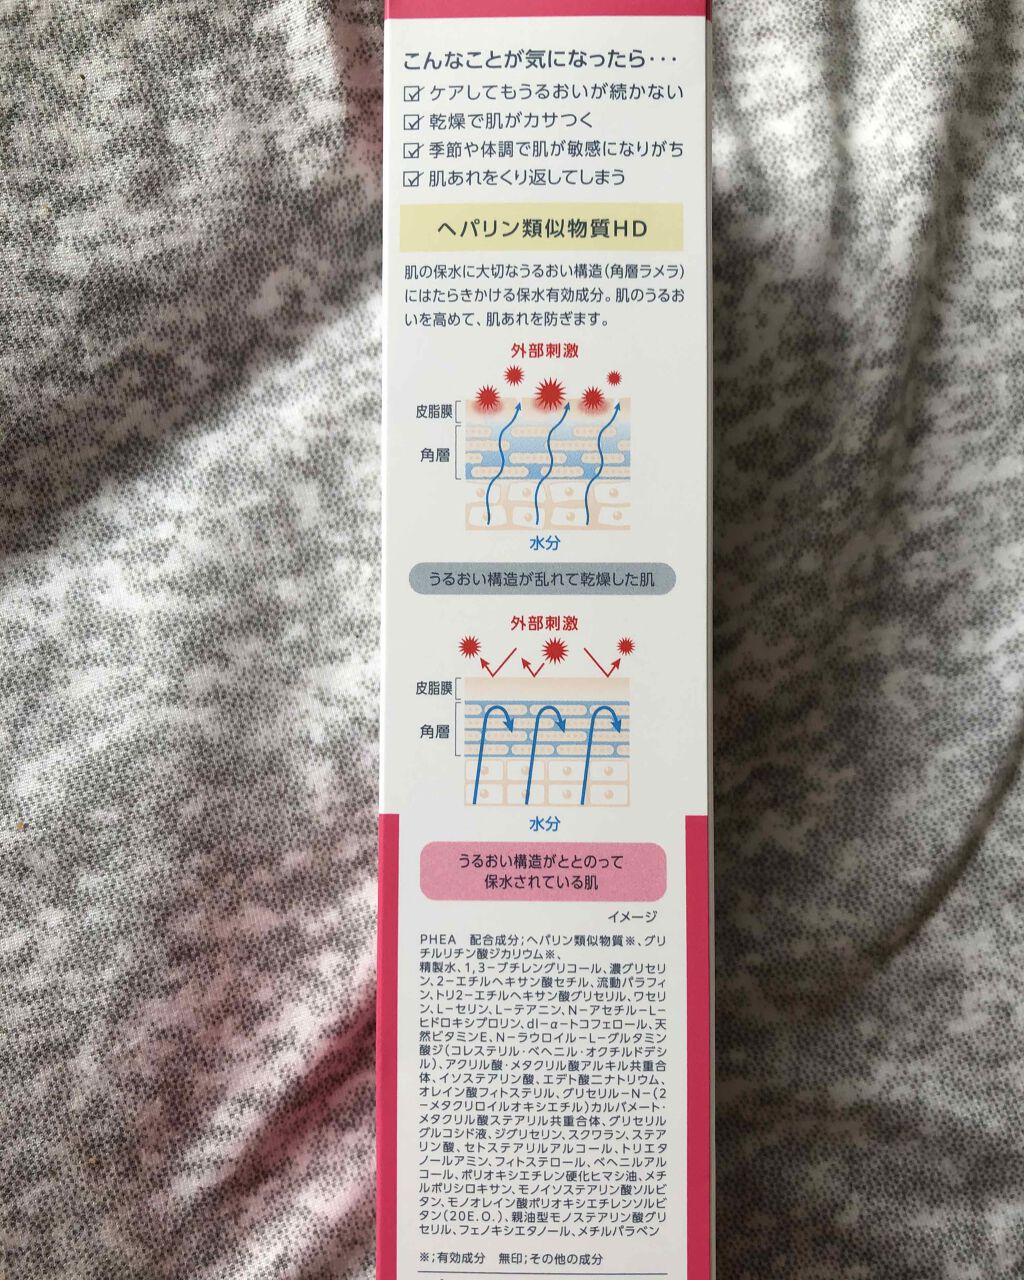 こんなことが気になったら・・・
ケアしてもうるおいが続かない
乾燥で肌がカサつく
季節や体調で肌が敏感になりがち
肌あれをくり返してしまう
ヘパリン類似物質HD
肌の保水に大切なうるおい構造(角層ラメラ)
にはたらきかける保水有効成分。肌のうるお
いを高めて、肌あれを防ぎます。
外部刺激
皮脂膜
角層
水分
うるおい構造が乱れて乾燥した肌
外部刺激
皮脂膜
角層
水分
うるおい構造がととのって
保水されている肌
イメージ
PHEA 配合成分;ヘパリン類似物質※、グリ
チルリチン酸ジカリウム※、
精製水、1,3-ブチレングリコール、濃グリセリ
ン、2-エチルヘキサン酸セチル、流動パラフィ
ン、トリ2-エチルヘキサン酸グリセリル、ワセリ
ン、L-セリン、L-テアニン、N-アセチル-L-
ヒドロキシプロリン、dl-α-トコフェロール、天
然ビタミンE、N-ラウロイル-L-グルタミン
酸ジ(コレステリル・ベヘニル・オクチルドデシ
ル)、アクリル酸・メタクリル酸アルキル共重合
体、イソステアリン酸、エデト酸二ナトリウム、
オレイン酸フィトステリル、グリセリル-N-(2
-メタクリロイルオキシエチル)カルバメート・
メタクリル酸ステアリル共重合体、グリセリル
グルコシド液、ジグリセリン、スクワラン、ステア
リン酸、セトステアリルアルコール、トリエタ
ノールアミン、フィトステロール、ベヘニルアル
コール、ポリオキシエチレン硬化ヒマシ油、メチ
ルポリシロキサン、モノイソステアリン酸ソルビ
タン、モノオレイン酸ポリオキシエチレンソルビ
タン(20E.O.)、親油型モノステアリン酸グリ
セリル、フェノキシエタノール、メチルパラベン
※;有効成分 無印;その他の成分